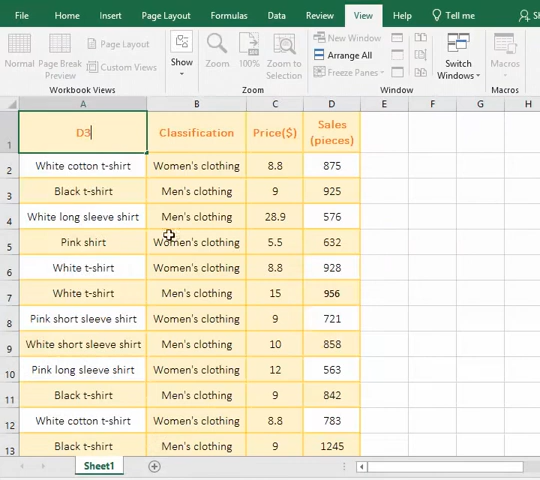 File Home Insert Page Layout Formulas Data Review View Help Tell me
Normal Page Break Preview Page Layout Custom Views Show Zoom 100% Zoom to Selection New Window Arrange All Freeze Panes Switch Windows Macros
Workbook Views Zoom Window Macros
A B C D E F G H
1 D3 Classification Price($) Sales (pieces)
2 White cotton t-shirt Women's clothing 8.8 875
3 Black t-shirt Men's clothing 9 925
4 White long sleeve shirt Men's clothing 28.9 576
5 Pink shirt Women's clothing 5.5 632
6 White t-shirt Women's clothing 8.8 928
7 White t-shirt Men's clothing 15 956
8 Pink short sleeve shirt Women's clothing 9 721
9 White short sleeve shirt Men's clothing 10 858
10 Pink long sleeve shirt Women's clothing 12 563
11 Black t-shirt Men's clothing 9 842
12 White cotton t-shirt Women's clothing 8.8 783
13 Black t-shirt Men's clothing 9 1245
Sheet1